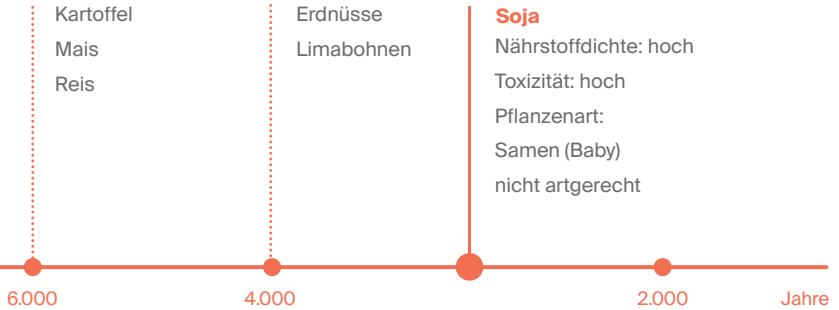 Kartoffel
Mais
Reis
Erdnüsse
Limabohnen
Soja
Nährstoffdichte: hoch
Toxizität: hoch
Pflanzenart:
Samen (Baby)
nicht artgerecht
6.000
4.000
2.000
Jahre